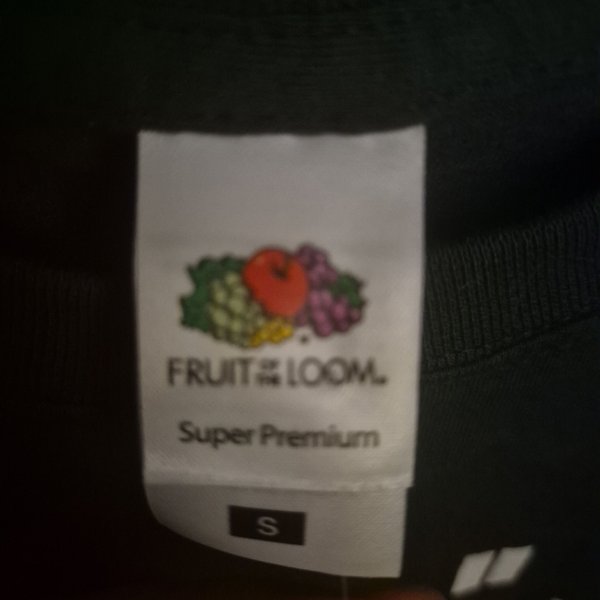 FRUIT OF THE LOOM.
Super Premium
S